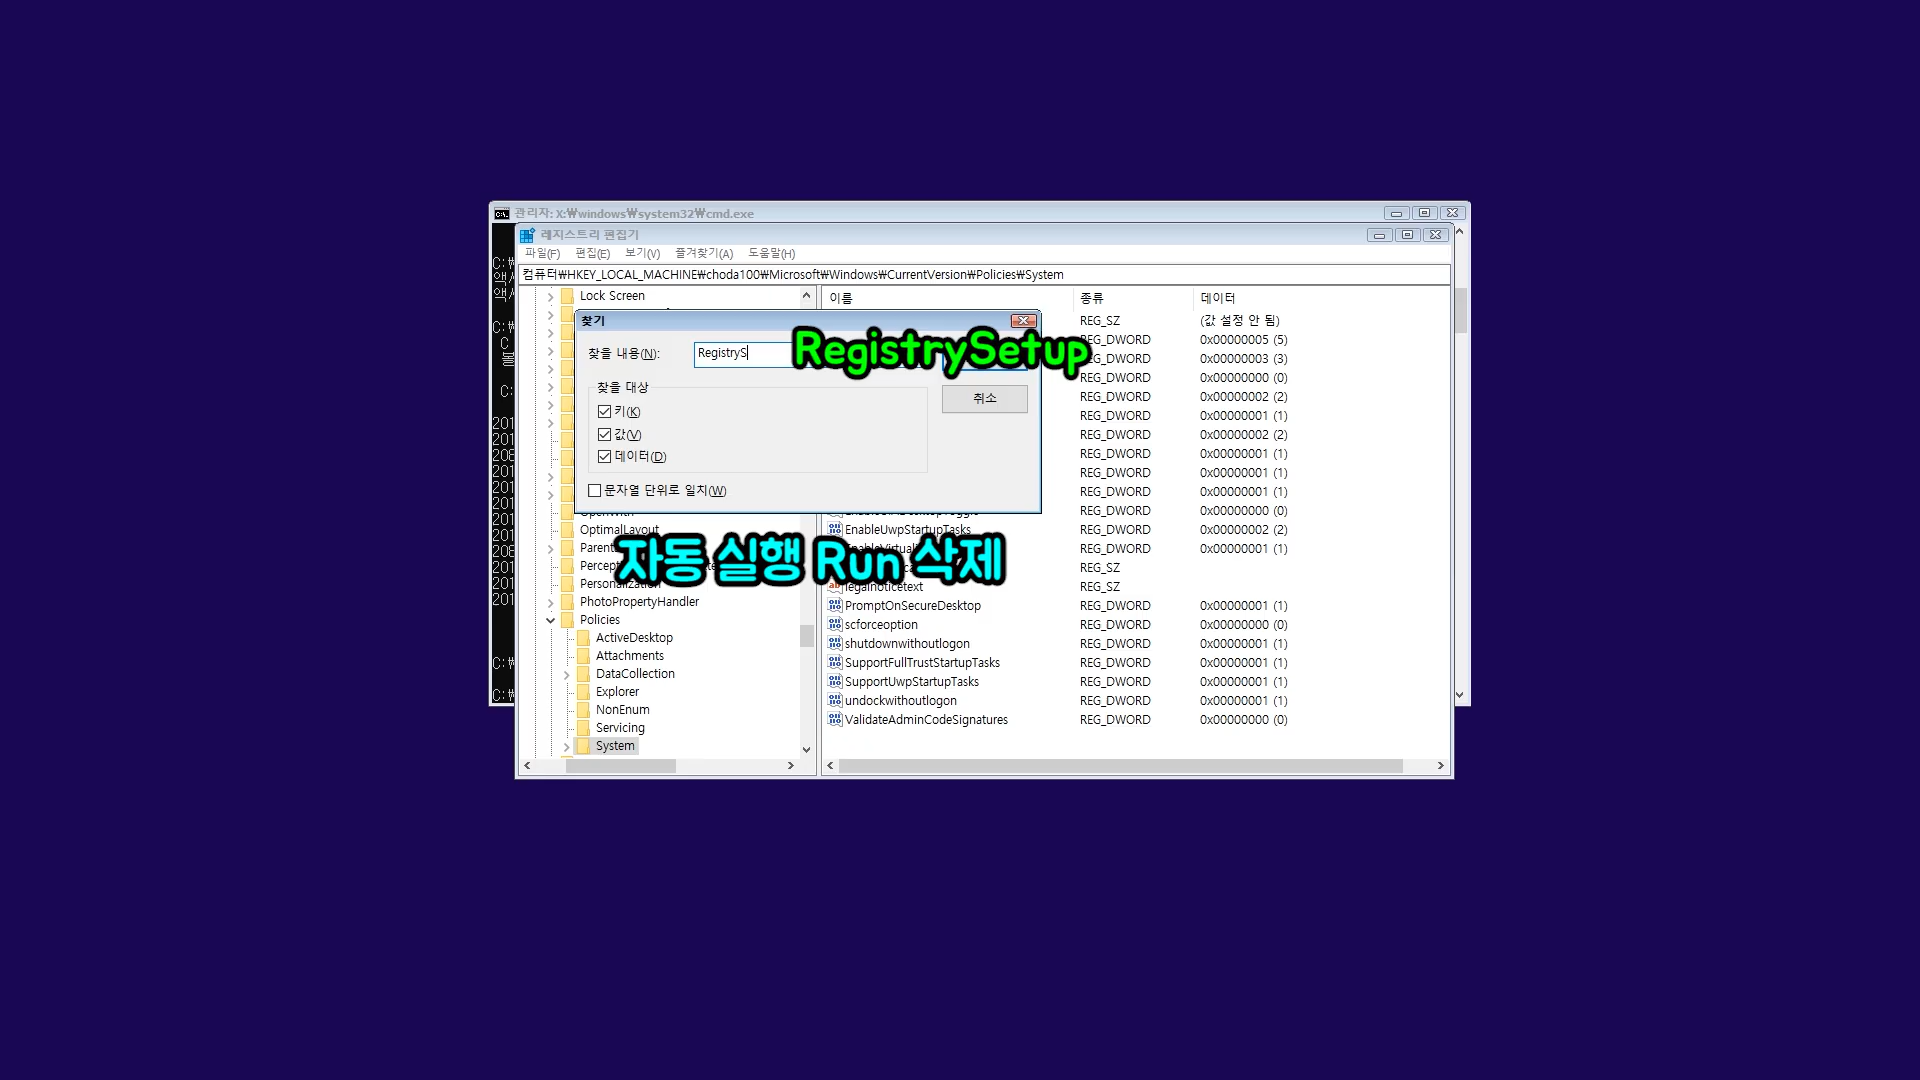 관리자: X:₩windows₩system32₩cmd.exe
레지스트리 편집기
파일(F) 편집(E) 보기(V) 즐겨찾기(A) 도움말(H)
컴퓨터₩HKEY_LOCAL_MACHINE₩choda100₩Microsoft₩Windows₩CurrentVersion₩Policies₩System
Lock Screen
이름 종류 데이터
찾기
찾을 내용(N): RegistryS
RegistrySetup
찾을 대상
키(K)
값(V)
데이터(D)
문자열 단위로 일치(W)
취소
REG_SZ (값 설정 안 됨)
REG_DWORD 0x00000005 (5)
REG_DWORD 0x00000003 (3)
REG_DWORD 0x00000000 (0)
REG_DWORD 0x00000002 (2)
REG_DWORD 0x00000001 (1)
REG_DWORD 0x00000002 (2)
REG_DWORD 0x00000001 (1)
REG_DWORD 0x00000001 (1)
REG_DWORD 0x00000001 (1)
REG_DWORD 0x00000000 (0)
EnableUwpStartupTasks REG_DWORD 0x00000002 (2)
REG_DWORD 0x00000001 (1)
REG_SZ
legalnoticetext REG_SZ
PromptOnSecureDesktop REG_DWORD 0x00000001 (1)
scforceoption REG_DWORD 0x00000000 (0)
shutdownwithoutlogon REG_DWORD 0x00000001 (1)
SupportFullTrustStartupTasks REG_DWORD 0x00000001 (1)
SupportUwpStartupTasks REG_DWORD 0x00000001 (1)
undockwithoutlogon REG_DWORD 0x00000001 (1)
ValidateAdminCodeSignatures REG_DWORD 0x00000000 (0)
자동 실행 Run 삭제
OptimalLayout
Personalization
PhotoPropertyHandler
Policies
ActiveDesktop
Attachments
DataCollection
Explorer
NonEnum
Servicing
System